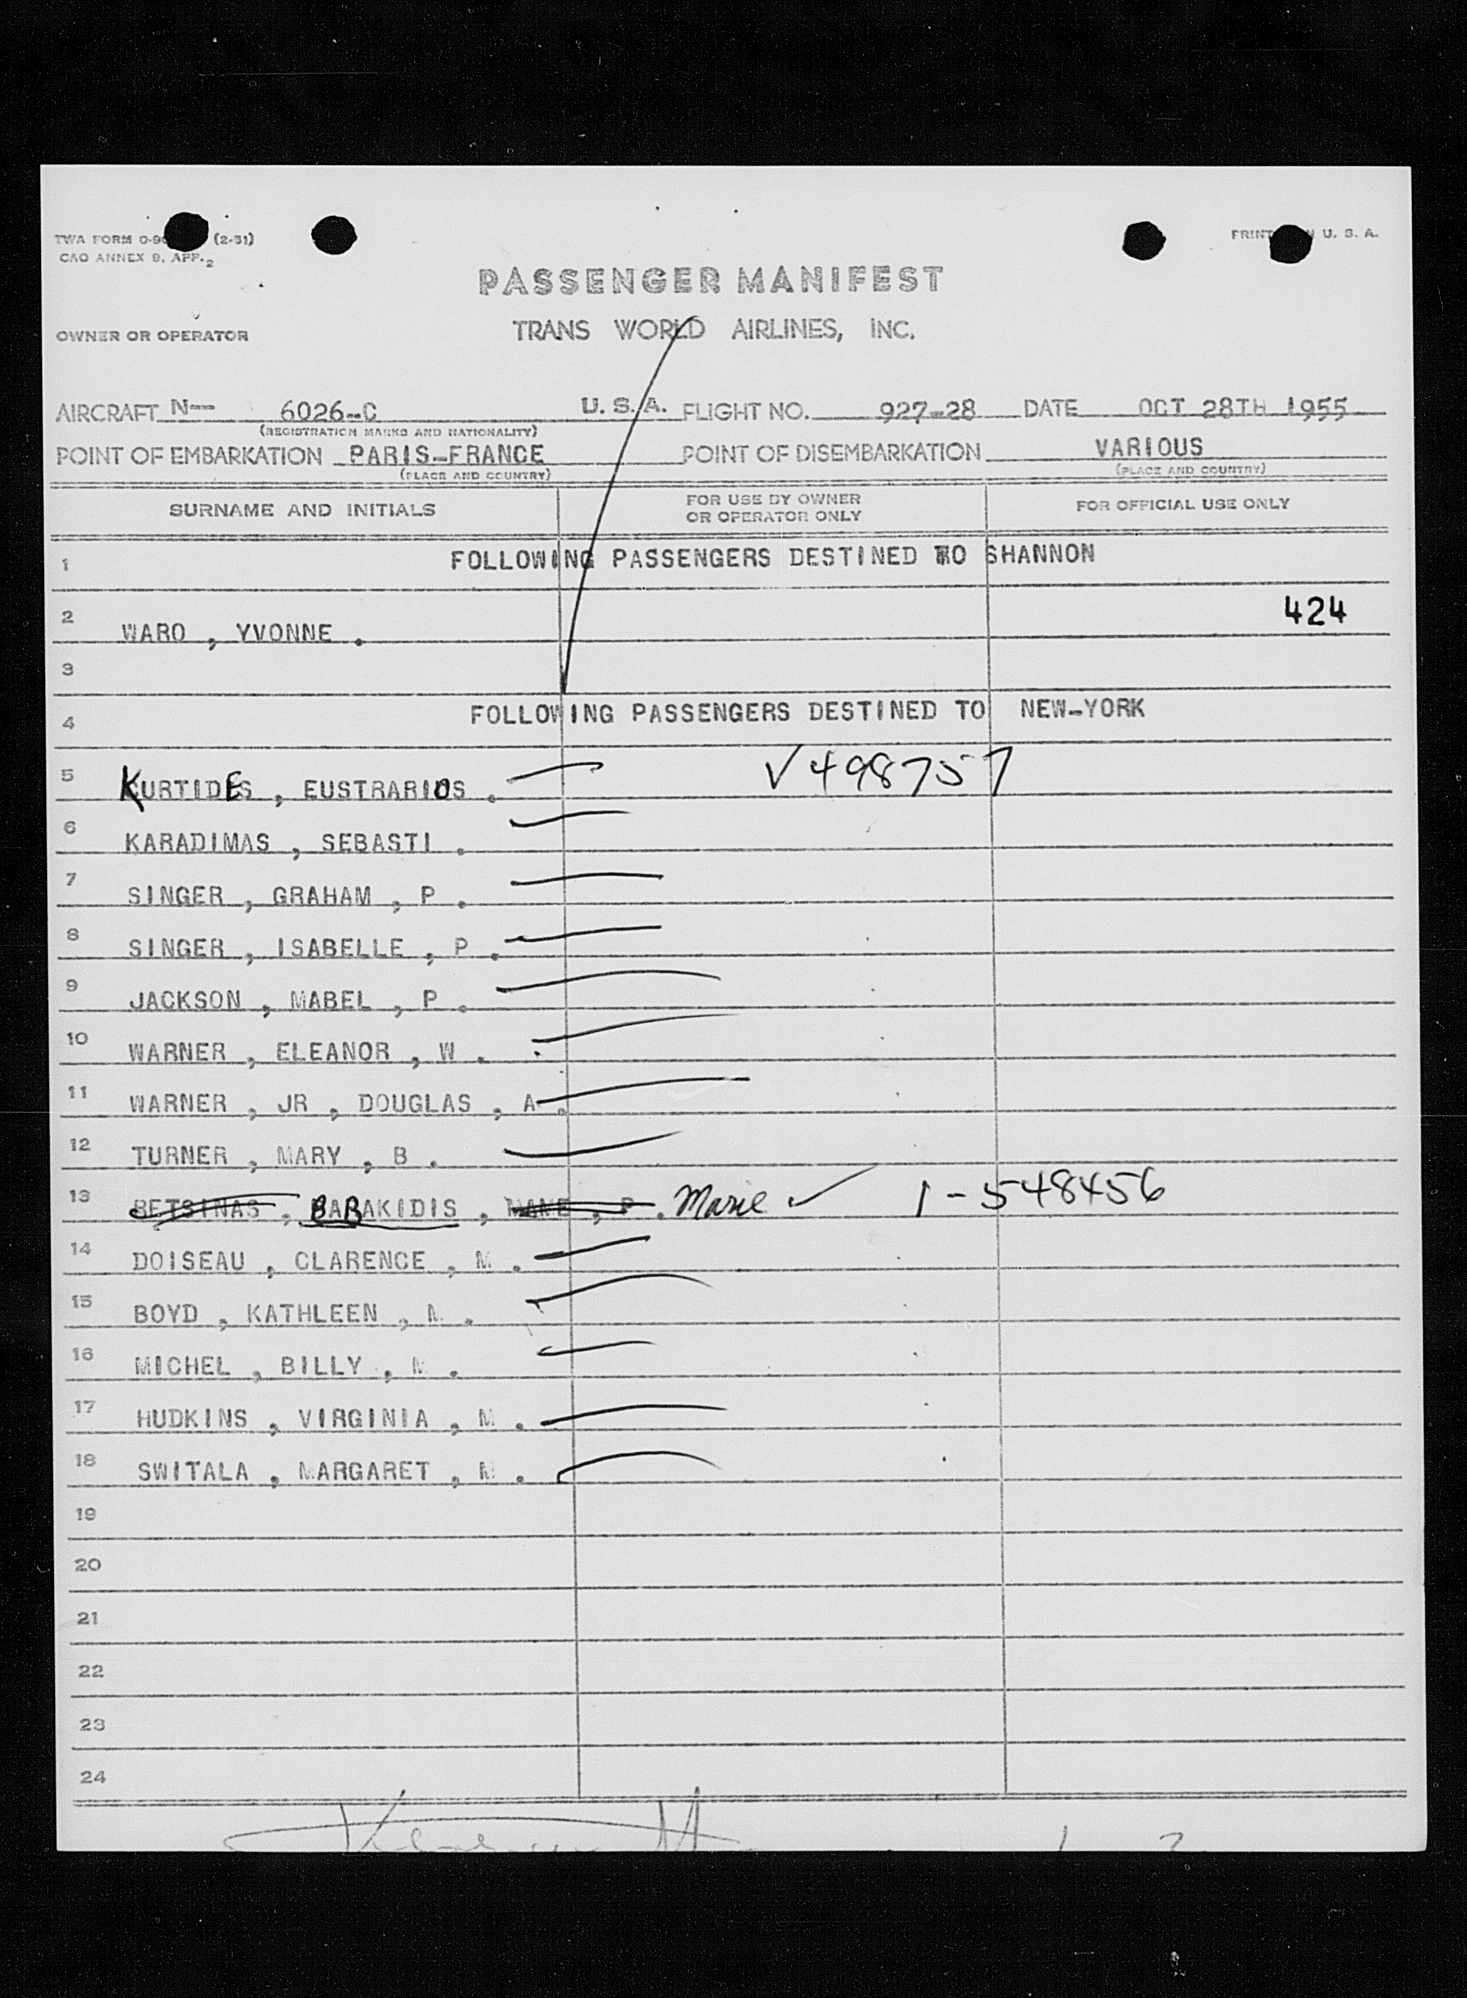 TWA FORM O-9 (2-51) PRINT U. S. A.
CAO ANNEX 9, APP. 2
PASSENGER MANIFEST
OWNER OR OPERATOR TRANS WORLD AIRLINES, INC.
AIRCRAFT N-- 6026-C U.S.A. FLIGHT NO. 927-28 DATE OCT 28TH 1955
(REGISTRATION MARKS AND NATIONALITY)
POINT OF EMBARKATION PARIS-FRANCE POINT OF DISEMBARKATION VARIOUS
(PLACE AND COUNTRY) (PLACE AND COUNTRY)
SURNAME AND INITIALS FOR USE BY OWNER OR OPERATOR ONLY FOR OFFICIAL USE ONLY
1 FOLLOWING PASSENGERS DESTINED TO SHANNON
2 WARO , YVONNE . 424
3
4 FOLLOWING PASSENGERS DESTINED TO NEW-YORK
5 KURTIDES , EUSTRARIOS . √ 498757
6 KARADIMAS , SEBASTI .
7 SINGER , GRAHAM , P .
8 SINGER , ISABELLE , P .
9 JACKSON , MABEL , P .
10 WARNER , ELEANOR , W .
11 WARNER , JR , DOUGLAS , A .
12 TURNER , MARY , B .
13 BETSINAS , BABAKIDIS , , P . Marie ✓ 1-548456
14 DOISEAU , CLARENCE , M .
15 BOYD , KATHLEEN , M .
16 MICHEL , BILLY , M .
17 HUDKINS , VIRGINIA , M .
18 SWITALA , MARGARET , M .
19
20
21
22
23
24